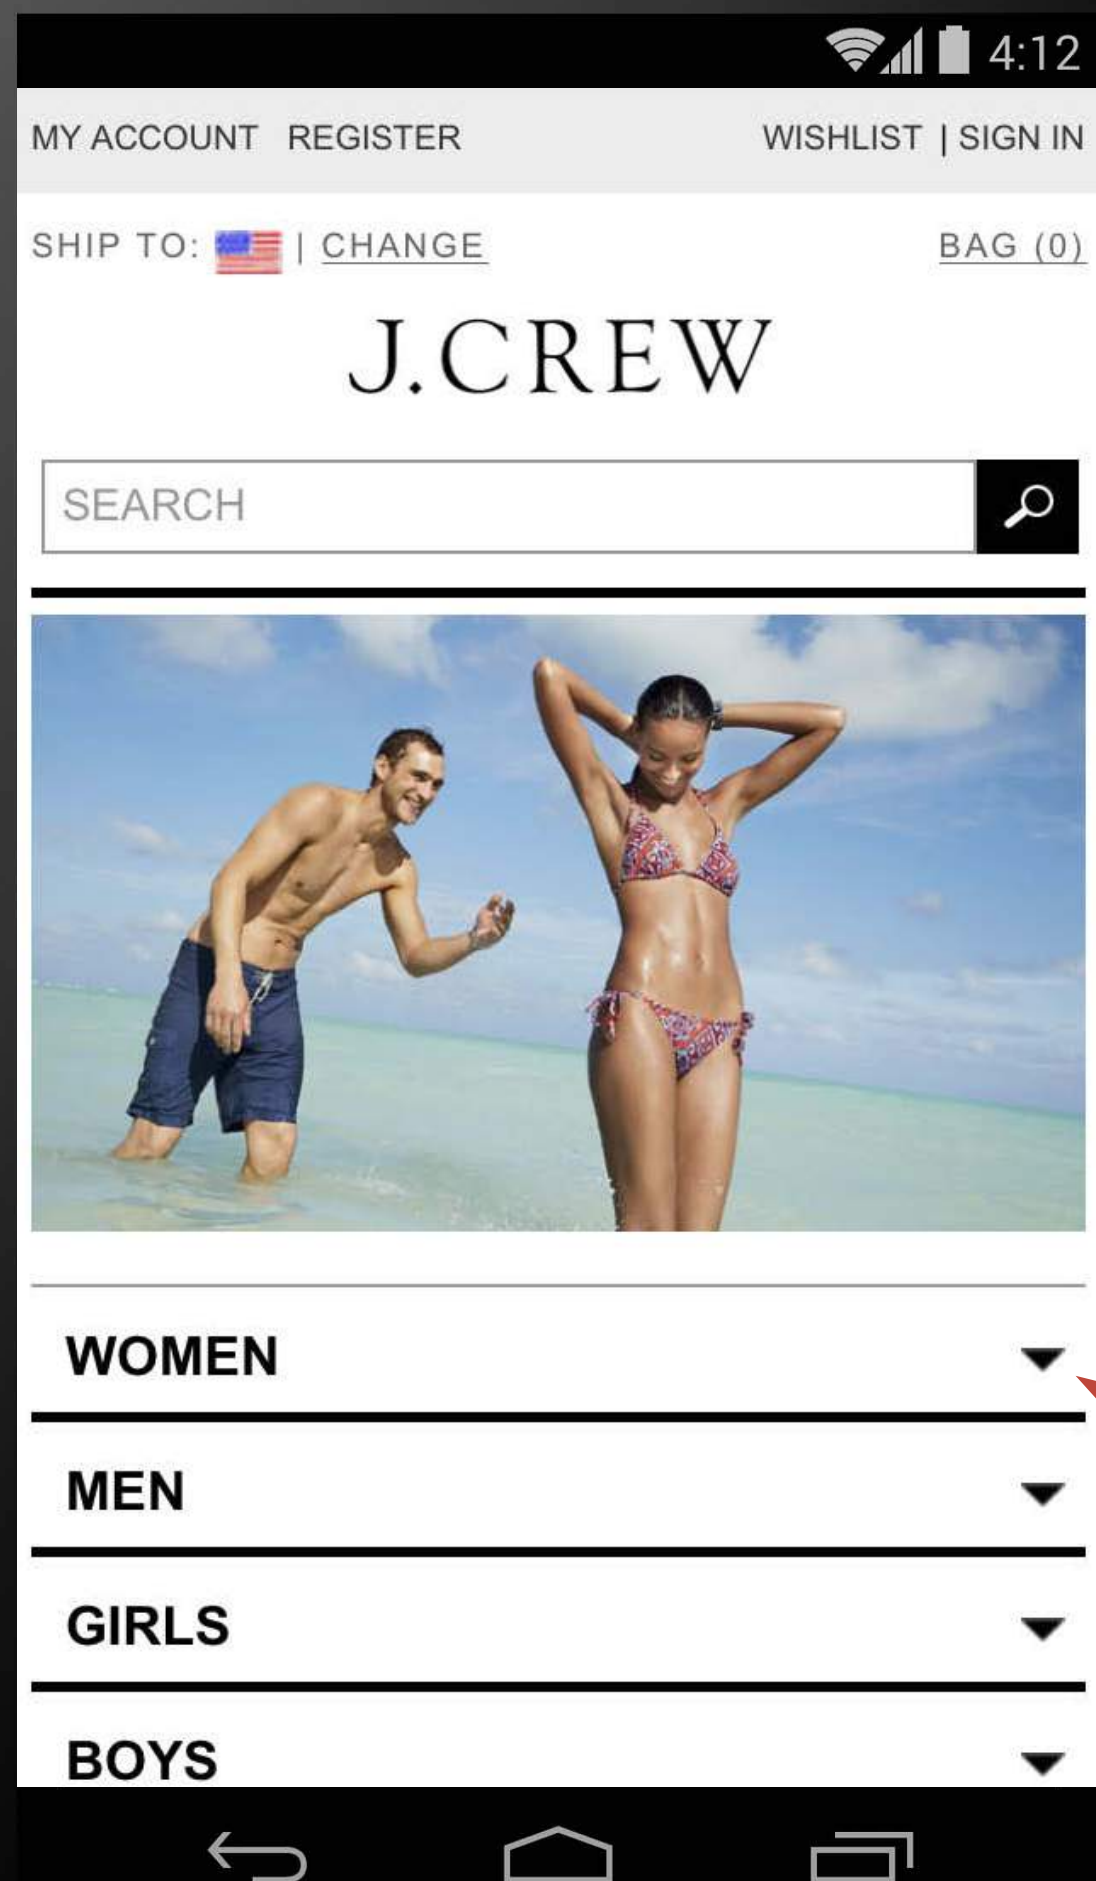 4:12
MY ACCOUNT REGISTER WISHLIST | SIGN IN
SHIP TO: | CHANGE BAG (0)
J.CREW
SEARCH
WOMEN
MEN
GIRLS
BOYS